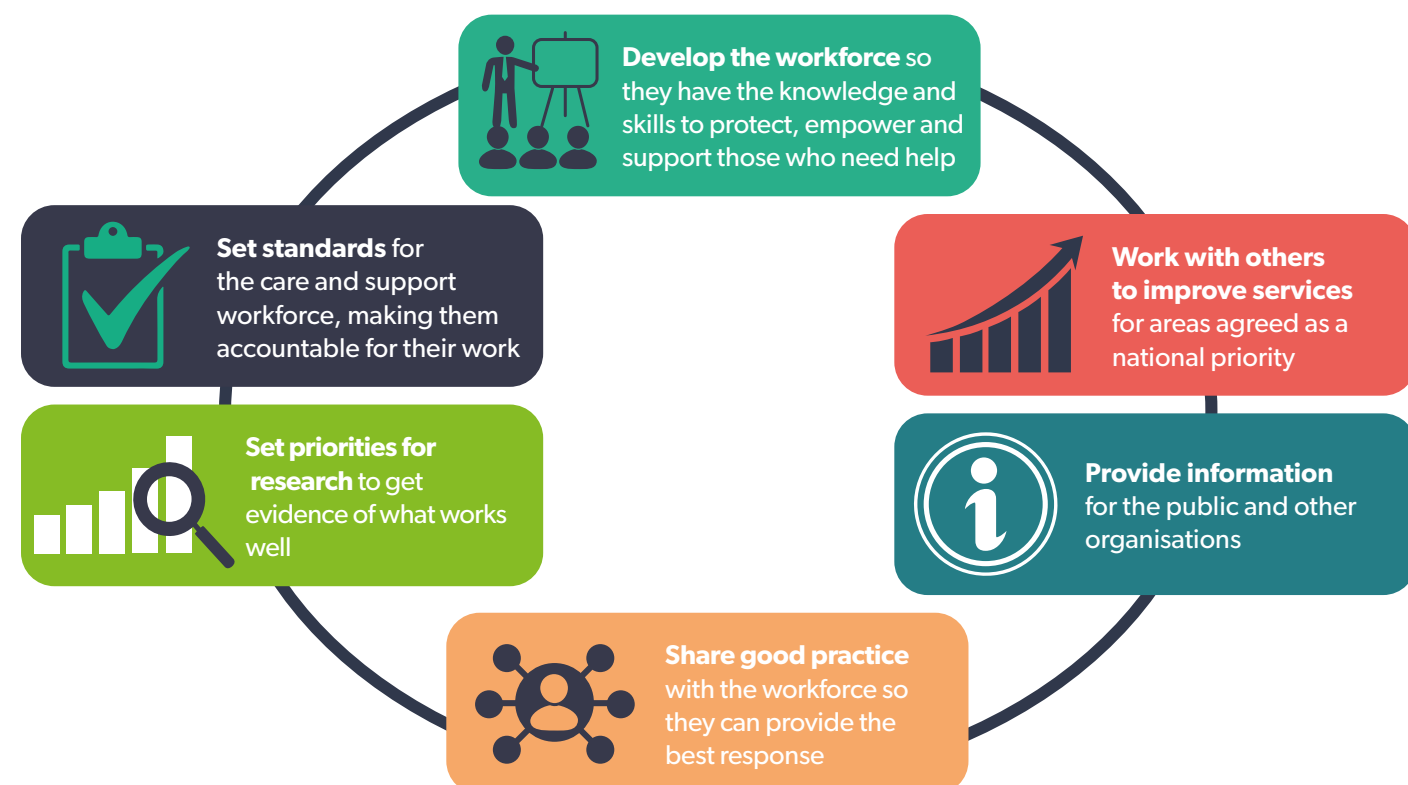 Develop the workforce so
they have the knowledge and
skills to protect, empower and
support those who need help
Set standards for
the care and support
workforce, making them
accountable for their work
Work with others
to improve services
for areas agreed as a
national priority
Set priorities for
research to get
evidence of what works
well
Provide information
for the public and other
organisations
Share good practice
with the workforce so
they can provide the
best response